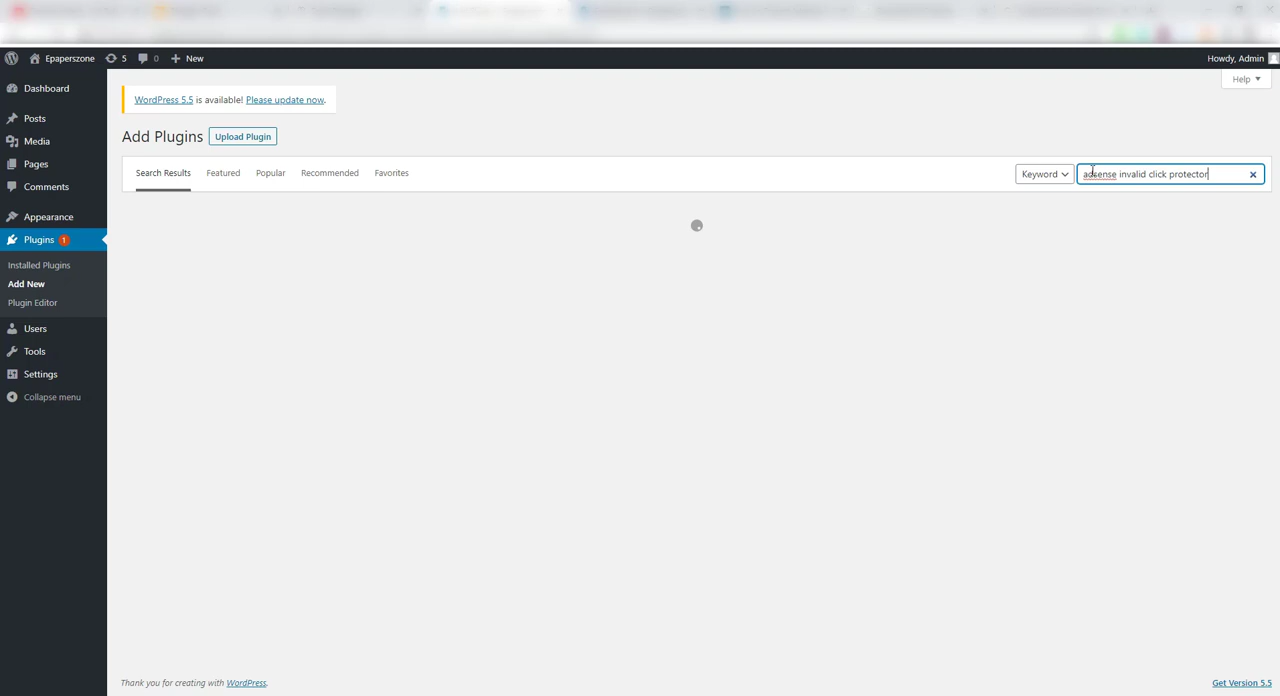 Epaperszone 5 0 New Howdy, Admin
Help
Dashboard
WordPress 5.5 is available! Please update now.
Posts
Add Plugins Upload Plugin
Media
Pages
Search Results Featured Popular Recommended Favorites Keyword adsense invalid click protector
Comments
Appearance
Plugins 1
Installed Plugins
Add New
Plugin Editor
Users
Tools
Settings
Collapse menu
Thank you for creating with WordPress. Get Version 5.5